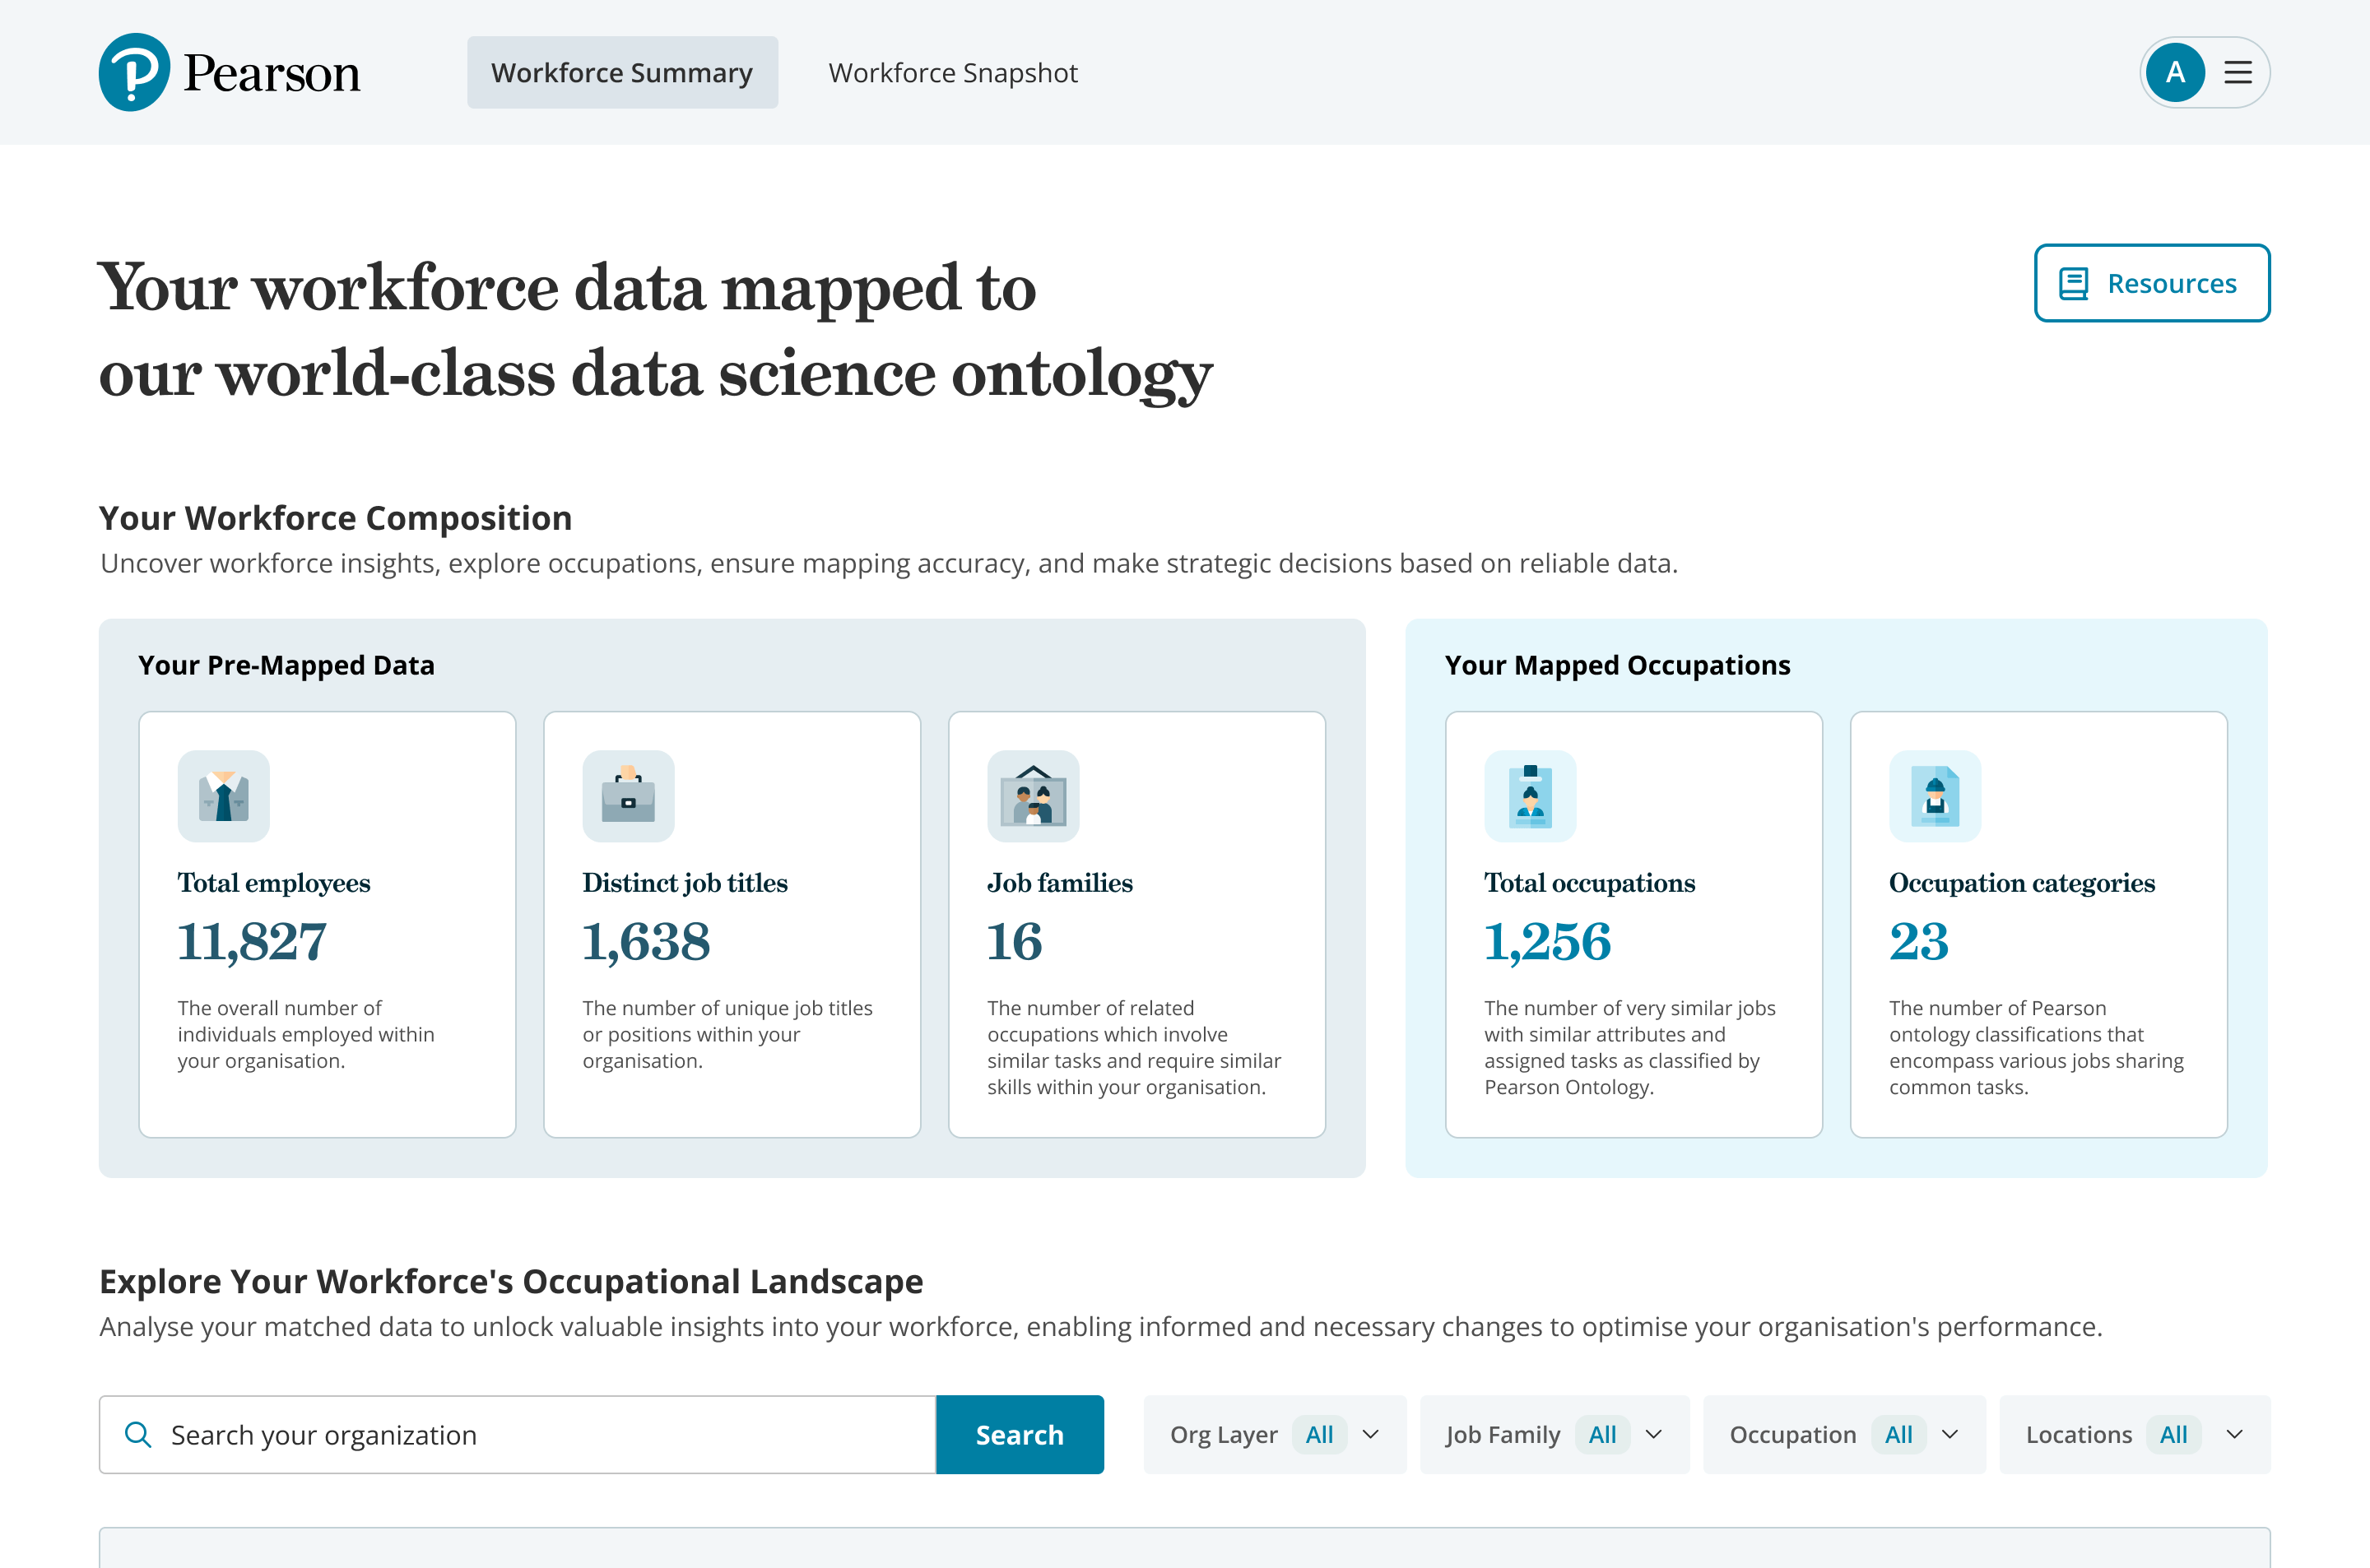 Pearson
Workforce Summary
Workforce Snapshot
A
Your workforce data mapped to
our world-class data science ontology
Resources
Your Workforce Composition
Uncover workforce insights, explore occupations, ensure mapping accuracy, and make strategic decisions based on reliable data.
Your Pre-Mapped Data
Total employees
11,827
The overall number of
individuals employed within
your organisation.
Distinct job titles
1,638
The number of unique job titles
or positions within your
organisation.
Job families
16
The number of related
occupations which involve
similar tasks and require similar
skills within your organisation.
Your Mapped Occupations
Total occupations
1,256
The number of very similar jobs
with similar attributes and
assigned tasks as classified by
Pearson Ontology.
Occupation categories
23
The number of Pearson
ontology classifications that
encompass various jobs sharing
common tasks.
Explore Your Workforce's Occupational Landscape
Analyse your matched data to unlock valuable insights into your workforce, enabling informed and necessary changes to optimise your organisation's performance.
Search your organization
Search
Org Layer All
Job Family All
Occupation All
Locations All